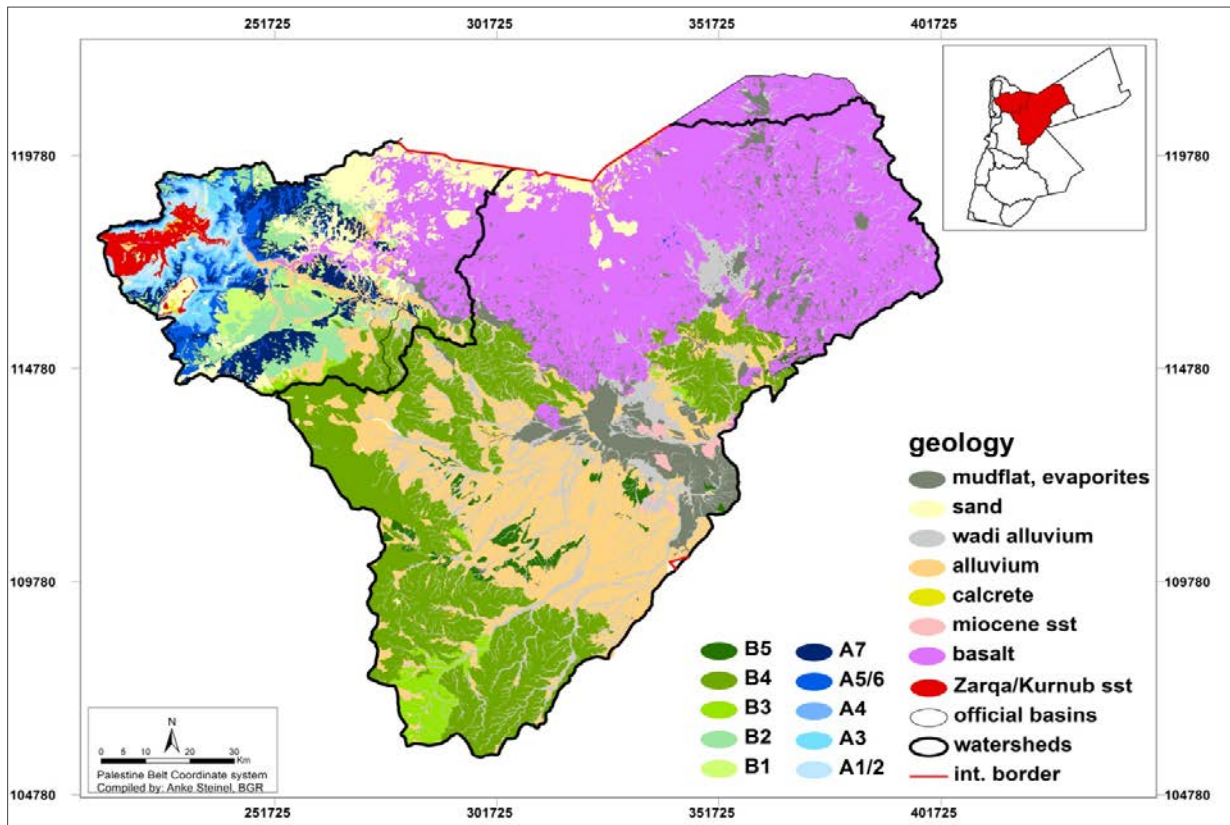 251725 301725 351725 401725
119780 119780
114780 114780
109780 109780
104780 104780
251725 301725 351725 401725
geology
mudflat, evaporites
sand
wadi alluvium
alluvium
calcrete
miocene sst
basalt
Zarqa/Kurnub sst
official basins
watersheds
int. border
B5
B4
B3
B2
B1
A7
A5/6
A4
A3
A1/2
N
0 5 10 20 30
Km
Palestine Belt Coordinate system
Compiled by: Anke Steinel, BGR